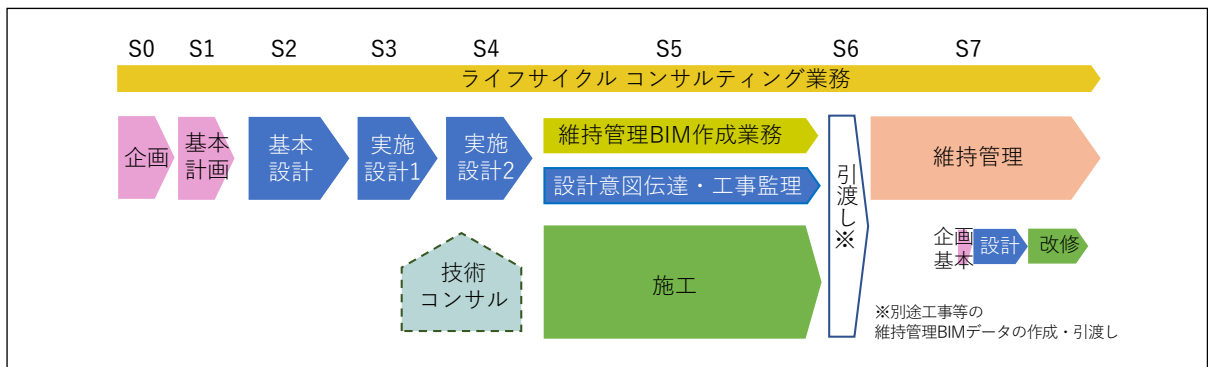 S0 S1 S2 S3 S4 S5 S6 S7
ライフサイクル コンサルティング業務
企画
基本
計画
基本
設計
実施
設計1
実施
設計2
維持管理BIM作成業務
設計意図伝達・工事監理
引渡し※
維持管理
技術
コンサル
施工
企画
基本
設計
改修
※別途工事等の
維持管理BIMデータの作成・引渡し